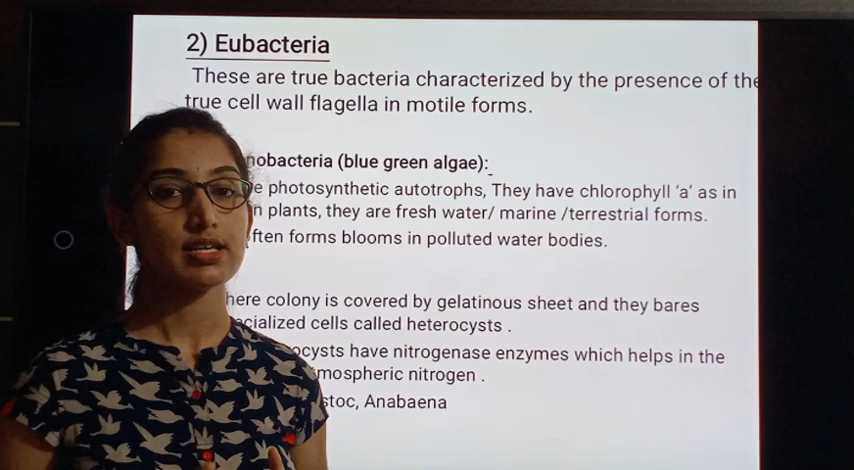 2) Eubacteria
These are true bacteria characterized by the presence of the
true cell wall flagella in motile forms.
nobacteria (blue green algae):
e photosynthetic autotrophs, They have chlorophyll ‘a’ as in
n plants, they are fresh water/ marine /terrestrial forms.
ften forms blooms in polluted water bodies.
here colony is covered by gelatinous sheet and they bares
cialized cells called heterocysts .
ocysts have nitrogenase enzymes which helps in the
mospheric nitrogen .
stoc, Anabaena